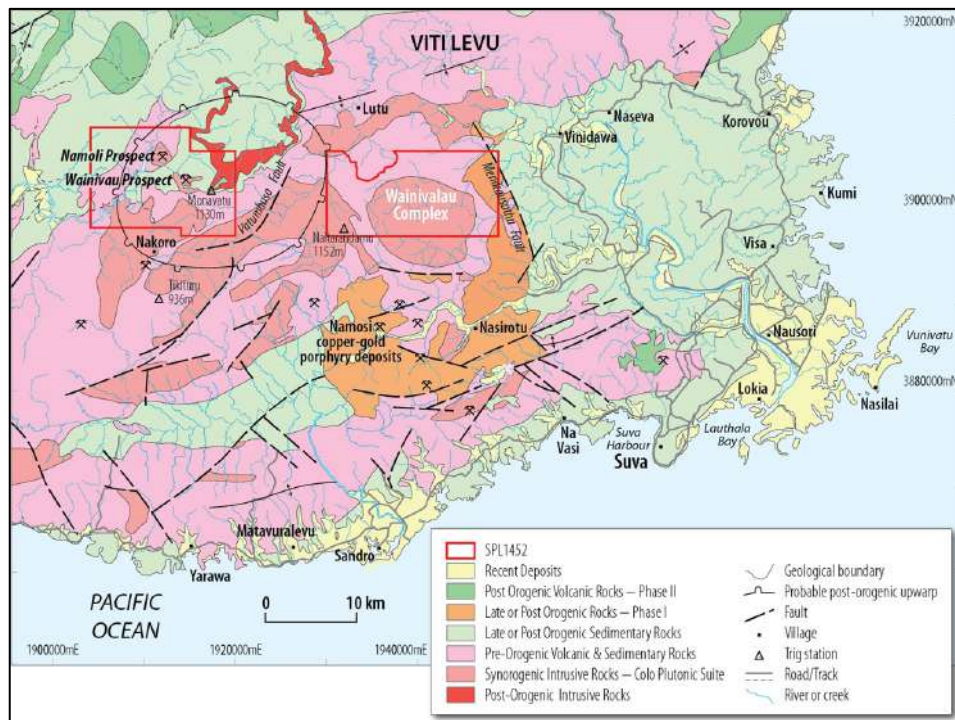 3920000mN
VITI LEVU
Lutu
Naseva
Vinidawa
Korovou
Namoli Prospect
Wainivau Prospect
Monavatu
1130m
Vatumbuso Fault
Wainivalau
Complex
Kumi
3900000mN
Visa
Nakoro
1152m
936m
Namosi
copper-gold
porphyry deposits
Nasirotu
Nausori
Vunivatu
Bay
3880000mN
Lokia
Nasilai
Na
Vasi
Suva
Harbour
Lauthala
Bay
Suva
Matavuralevu
Sandro
Yarawa
PACIFIC
OCEAN
0 10 km
1900000mE
1920000mE
1940000mE
SPL1452
Recent Deposits
Post Orogenic Volcanic Rocks – Phase II
Late or Post Orogenic Rocks – Phase I
Late or Post Orogenic Sedimentary Rocks
Pre-Orogenic Volcanic & Sedimentary Rocks
Synorogenic Intrusive Rocks – Colo Plutonic Suite
Post-Orogenic Intrusive Rocks
Geological boundary
Probable post-orogenic upwarp
Fault
Village
Trig station
Road/Track
River or creek